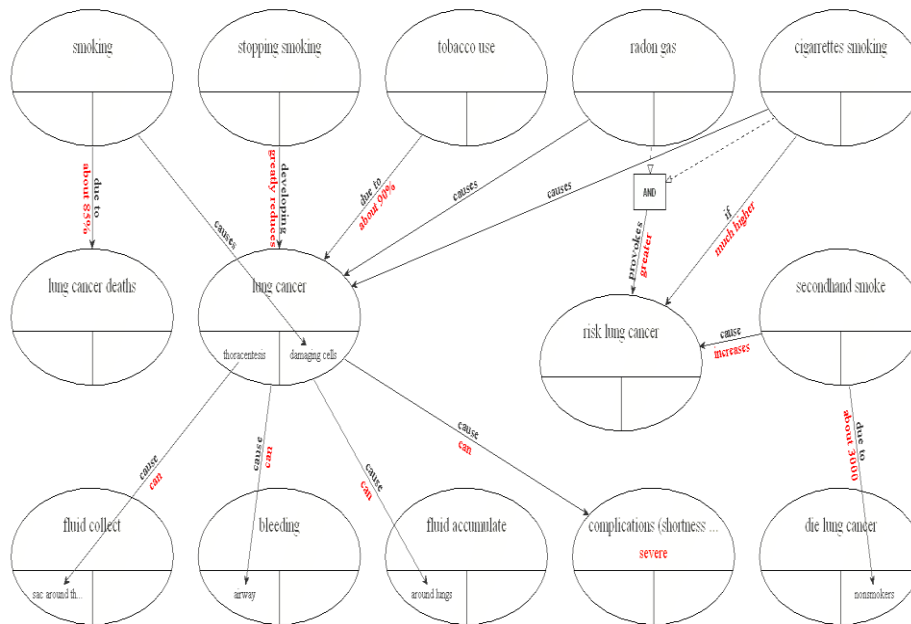 smoking
stopping smoking
tobacco use
radon gas
cigarrettes smoking
due to
about 85%
developing
greatly reduces
due to
about 90%
causes
causes
causes
AND
provokes
greater
if
much higher
lung cancer deaths
lung cancer
thoracentesis
damaging cells
risk lung cancer
secondhand smoke
cause
increases
cause
can
cause
can
cause
can
cause
can
due to
about 3000
fluid collect
sac around th...
bleeding
airway
fluid accumulate
around lungs
complications (shortness ...
severe
die lung cancer
nonsmokers